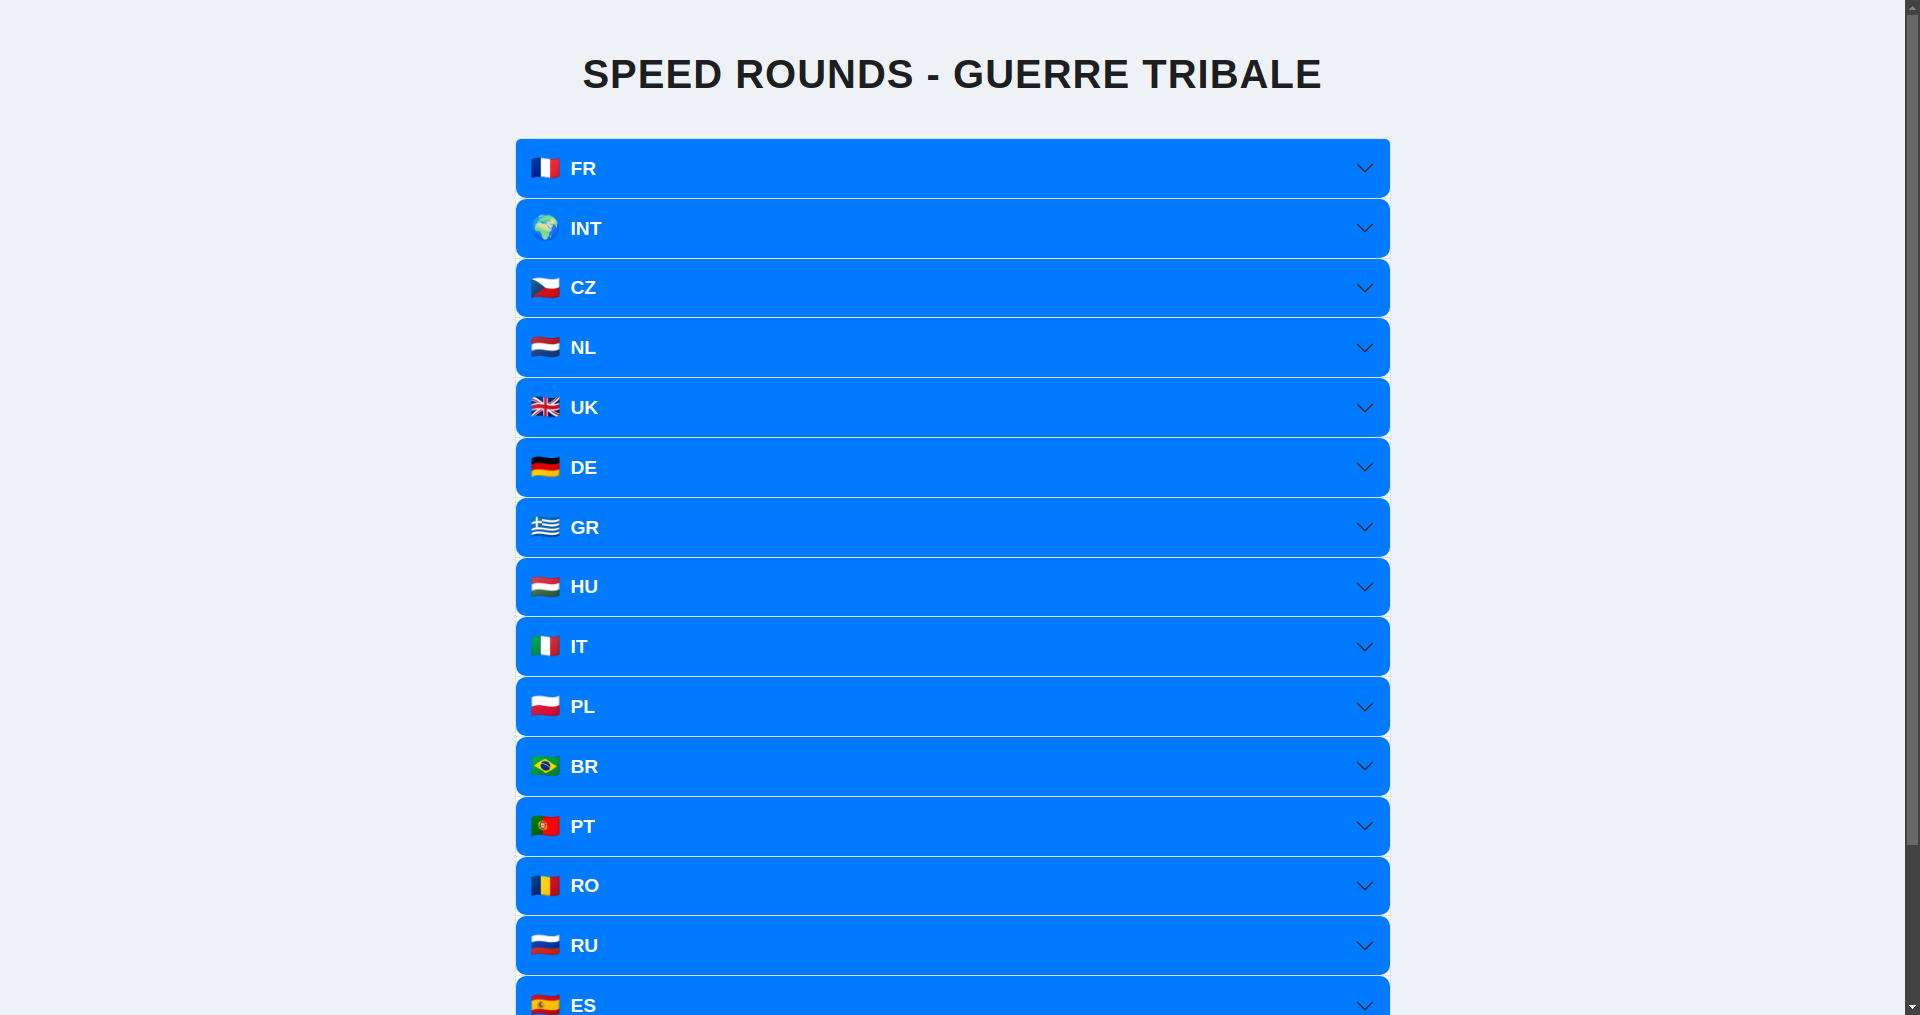 SPEED ROUNDS - GUERRE TRIBALE
FR
INT
CZ
NL
UK
DE
GR
HU
IT
PL
BR
PT
RO
RU
ES